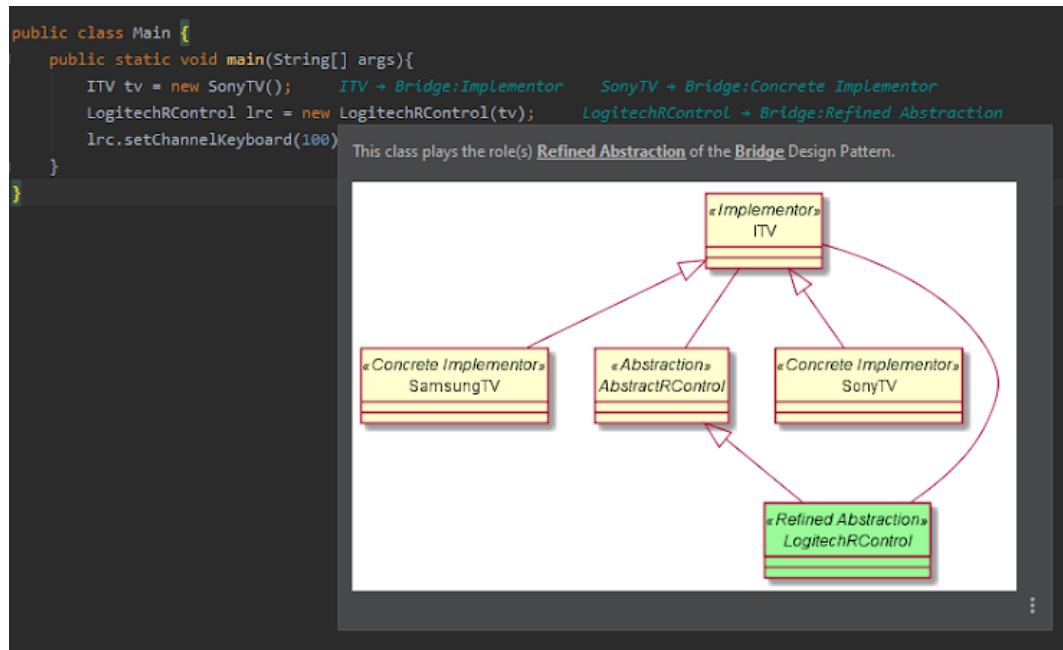 public class Main {
public static void main(String[] args){
ITV tv = new SonyTV(); ITV → Bridge:Implementor SonyTV → Bridge:Concrete Implementor
LogitechRControl lrc = new LogitechRControl(tv); LogitechRControl → Bridge:Refined Abstraction
lrc.setChannelKeyboard(100)
}
}
This class plays the role(s) Refined Abstraction of the Bridge Design Pattern.
«Implementor»
ITV
«Concrete Implementor»
SamsungTV
«Abstraction»
AbstractRControl
«Concrete Implementor»
SonyTV
«Refined Abstraction»
LogitechRControl